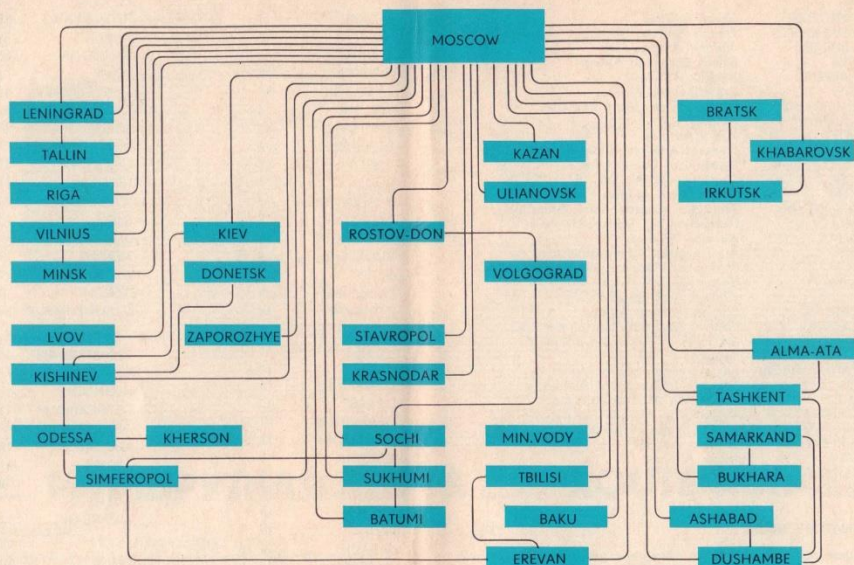 MOSCOW
LENINGRAD
BRATSK
TALLIN
KAZAN
KHABAROVSK
RIGA
ULIANOVSK
IRKUTSK
VILNIUS
KIEV
ROSTOV-DON
MINSK
DONETSK
VOLGOGRAD
LVOV
ZAPOROZHYE
STAVROPOL
ALMA-ATA
KISHINEV
KRASNODAR
TASHKENT
ODESSA
KHERSON
SOCHI
MIN.VODY
SAMARKAND
SIMFEROPOL
SUKHUMI
TBILISI
BUKHARA
BATUMI
BAKU
ASHABAD
EREVAN
DUSHAMBE